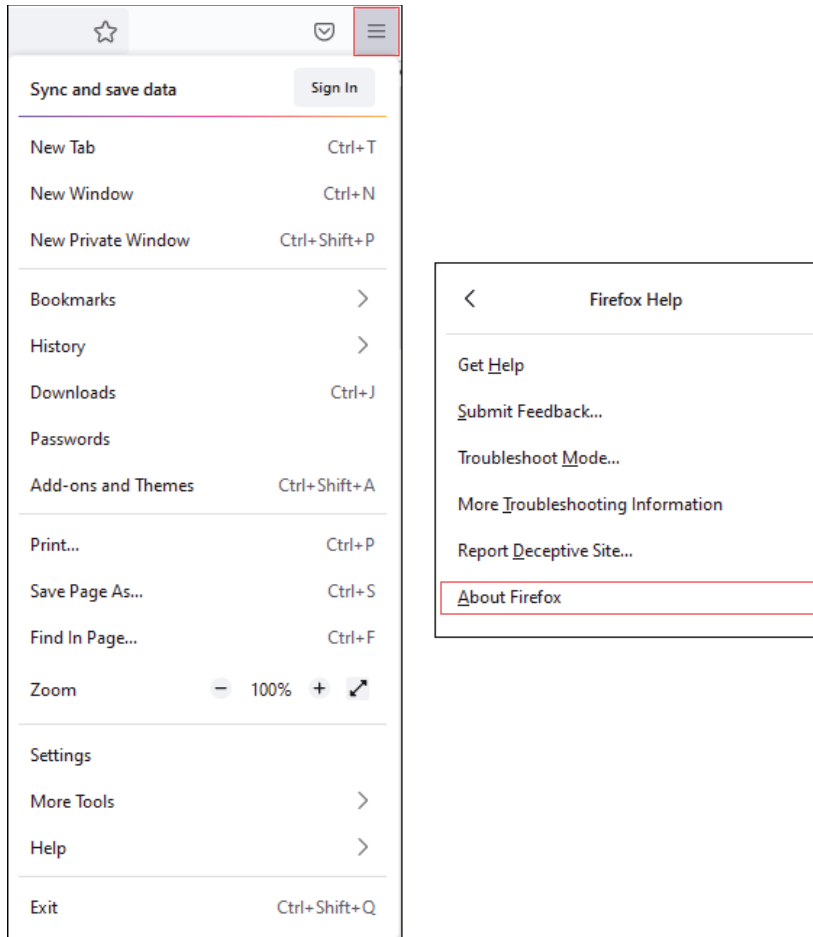 Sync and save data Sign In
New Tab Ctrl+T
New Window Ctrl+N
New Private Window Ctrl+Shift+P
Bookmarks
History
Downloads Ctrl+J
Passwords
Add-ons and Themes Ctrl+Shift+A
Print... Ctrl+P
Save Page As... Ctrl+S
Find In Page... Ctrl+F
Zoom − 100% +
Settings
More Tools
Help
Exit Ctrl+Shift+Q
Firefox Help
Get Help
Submit Feedback...
Troubleshoot Mode...
More Troubleshooting Information
Report Deceptive Site...
About Firefox